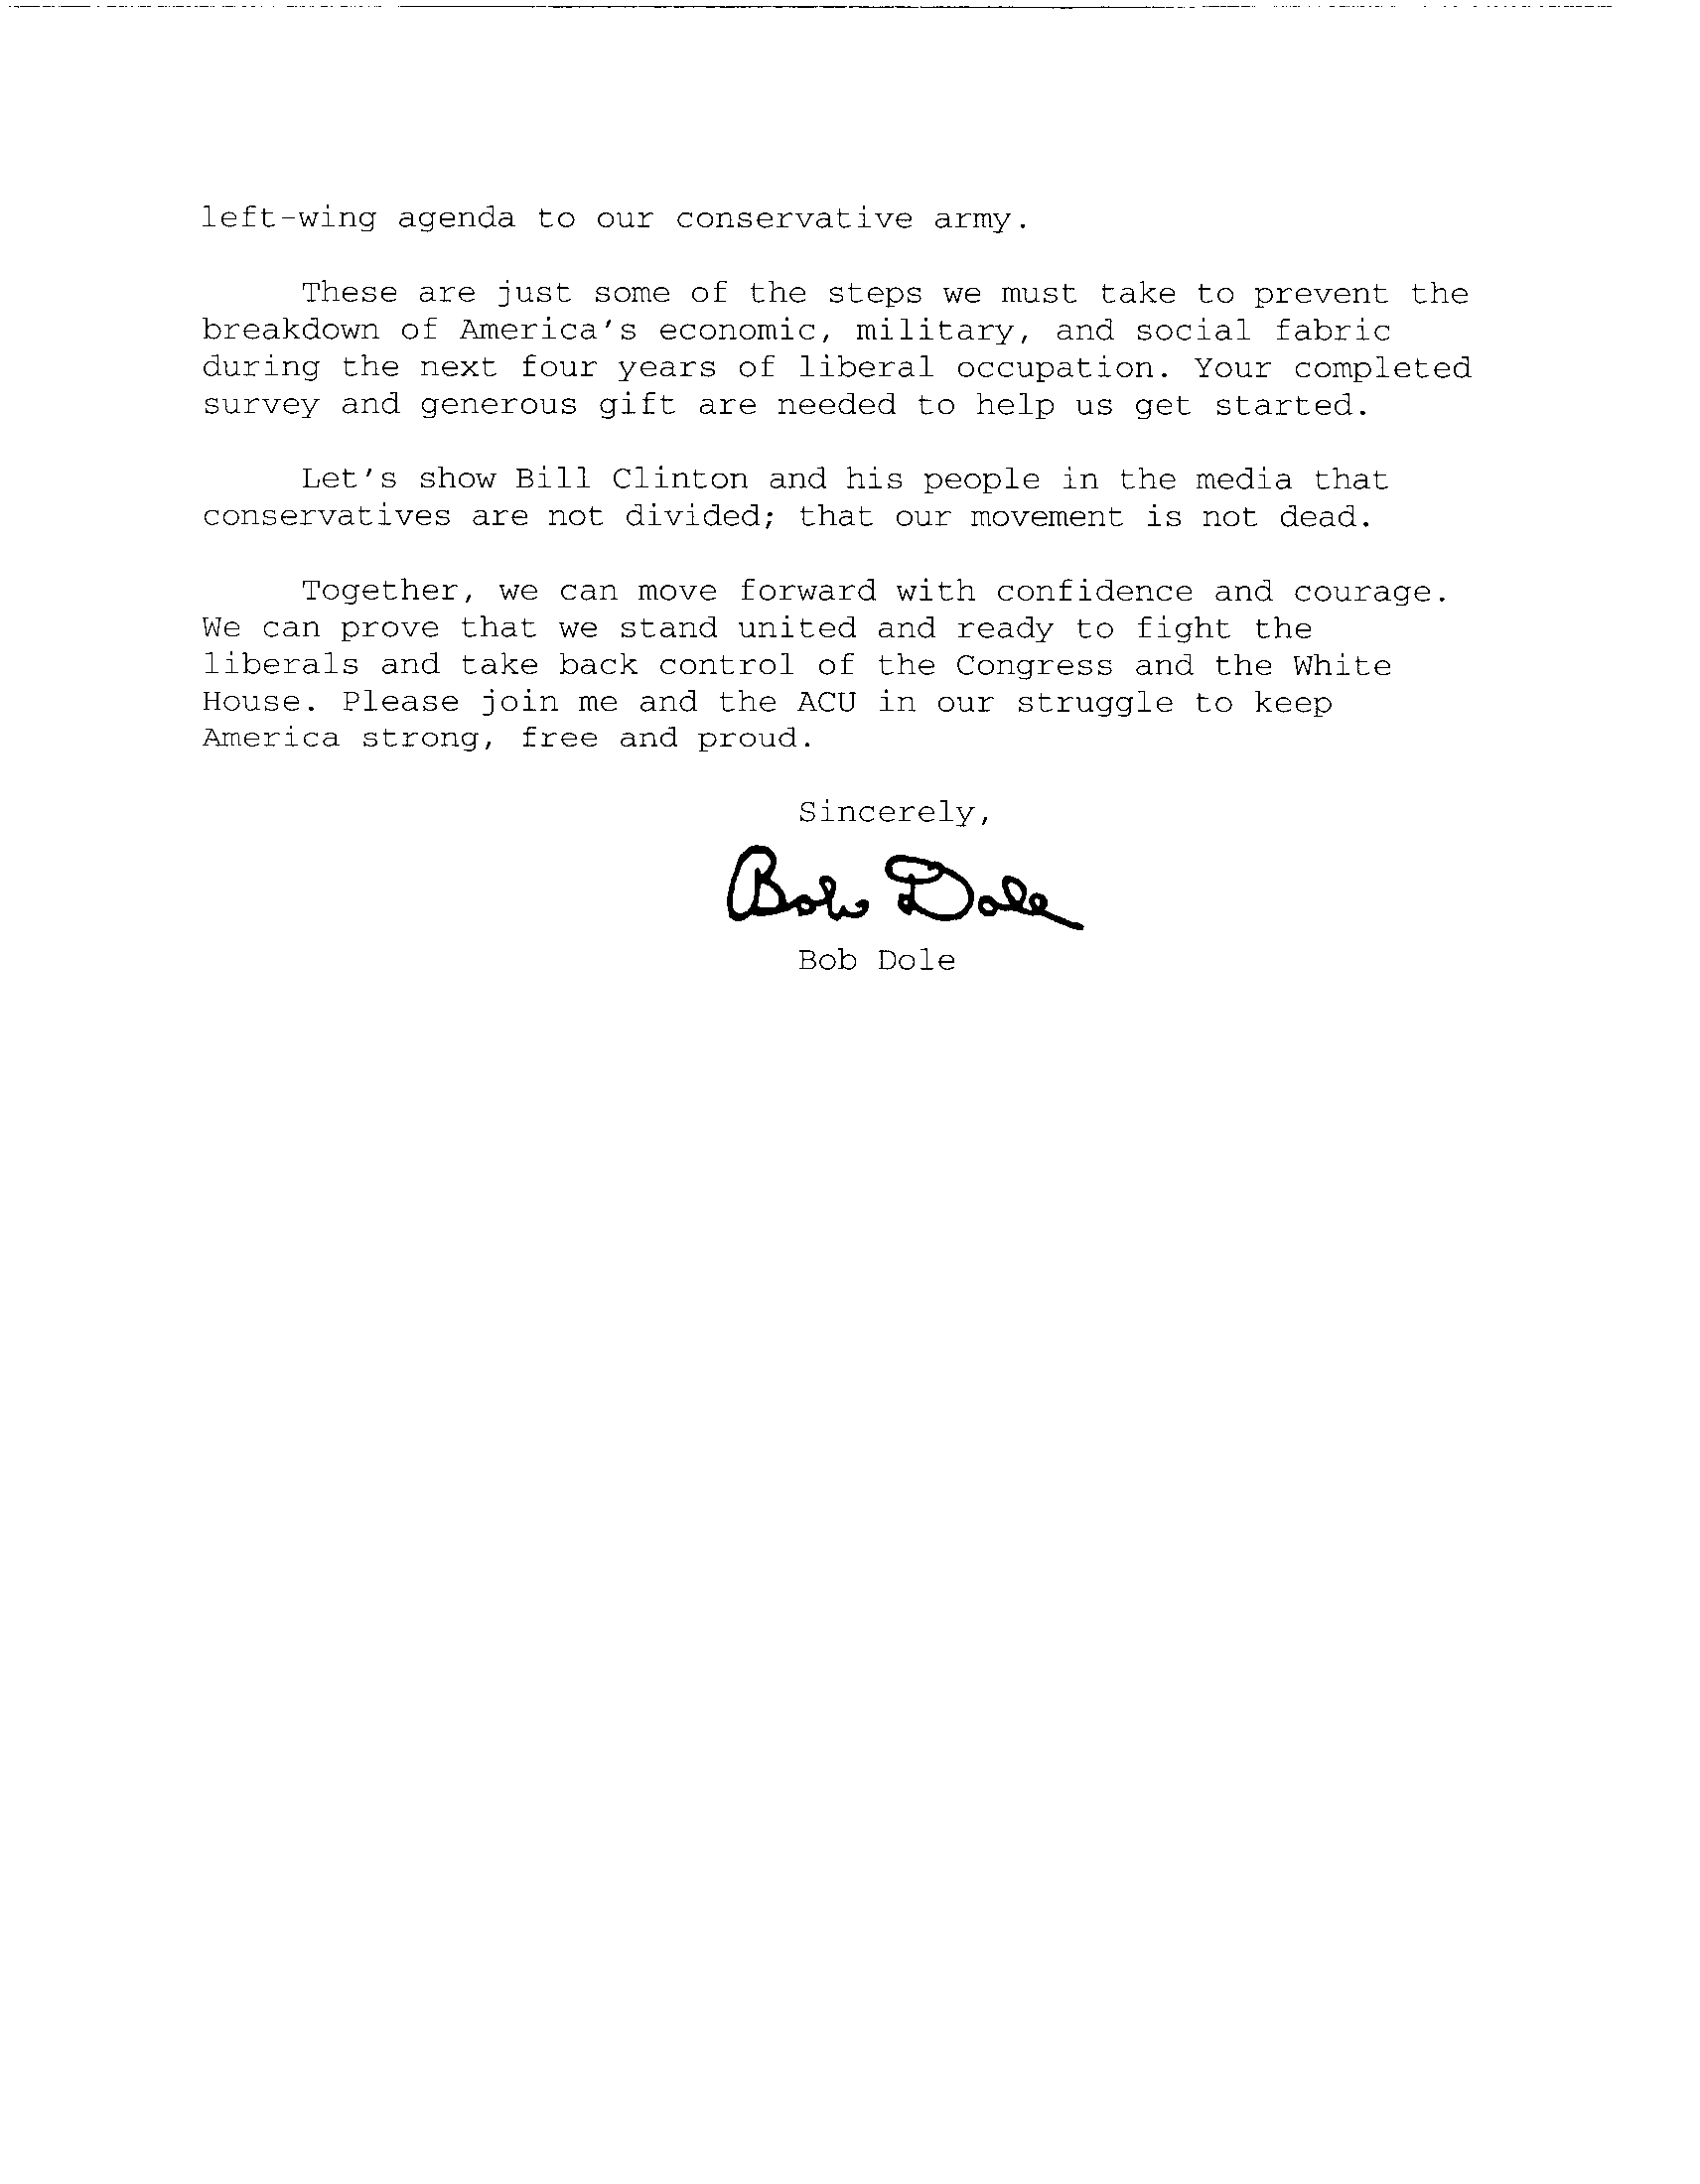 left-wing agenda to our conservative army.
These are just some of the steps we must take to prevent the
breakdown of America's economic, military, and social fabric
during the next four years of liberal occupation. Your completed
survey and generous gift are needed to help us get started.
Let's show Bill Clinton and his people in the media that
conservatives are not divided; that our movement is not dead.
Together, we can move forward with confidence and courage.
We can prove that we stand united and ready to fight the
liberals and take back control of the Congress and the White
House. Please join me and the ACU in our struggle to keep
America strong, free and proud.
Sincerely,
Bob Dole
Bob Dole